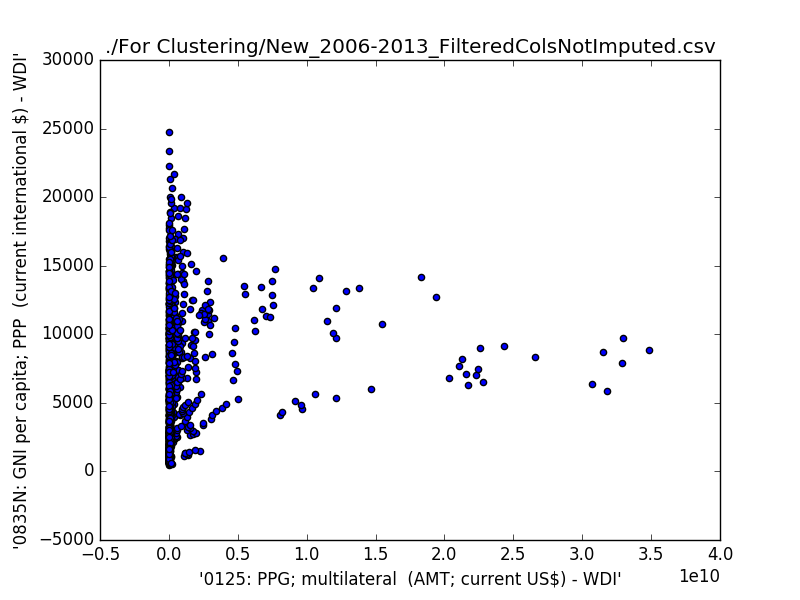 ./For Clustering/New_2006-2013_FilteredColsNotImputed.csv
'0835N: GNI per capita; PPP  (current international $) - WDI'
30000
25000
20000
15000
10000
5000
0
−5000
−0.5 0.0 0.5 1.0 1.5 2.0 2.5 3.0 3.5 4.0
1e10
'0125: PPG; multilateral  (AMT; current US$) - WDI'